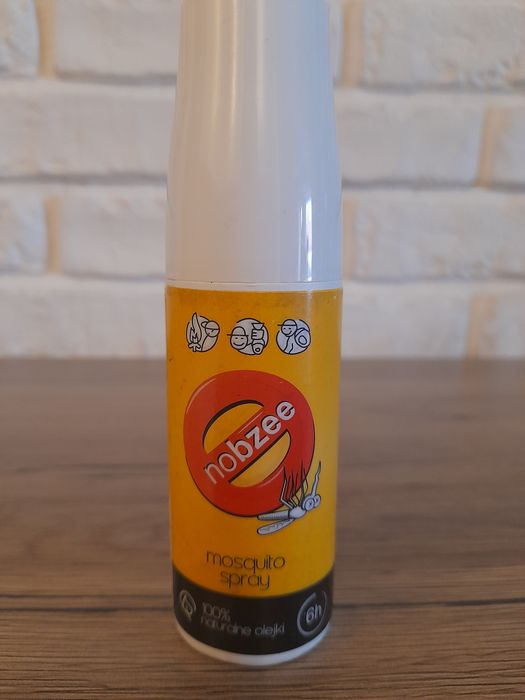 nobzee
mosquito
spray
100%
naturalne olejki
6h